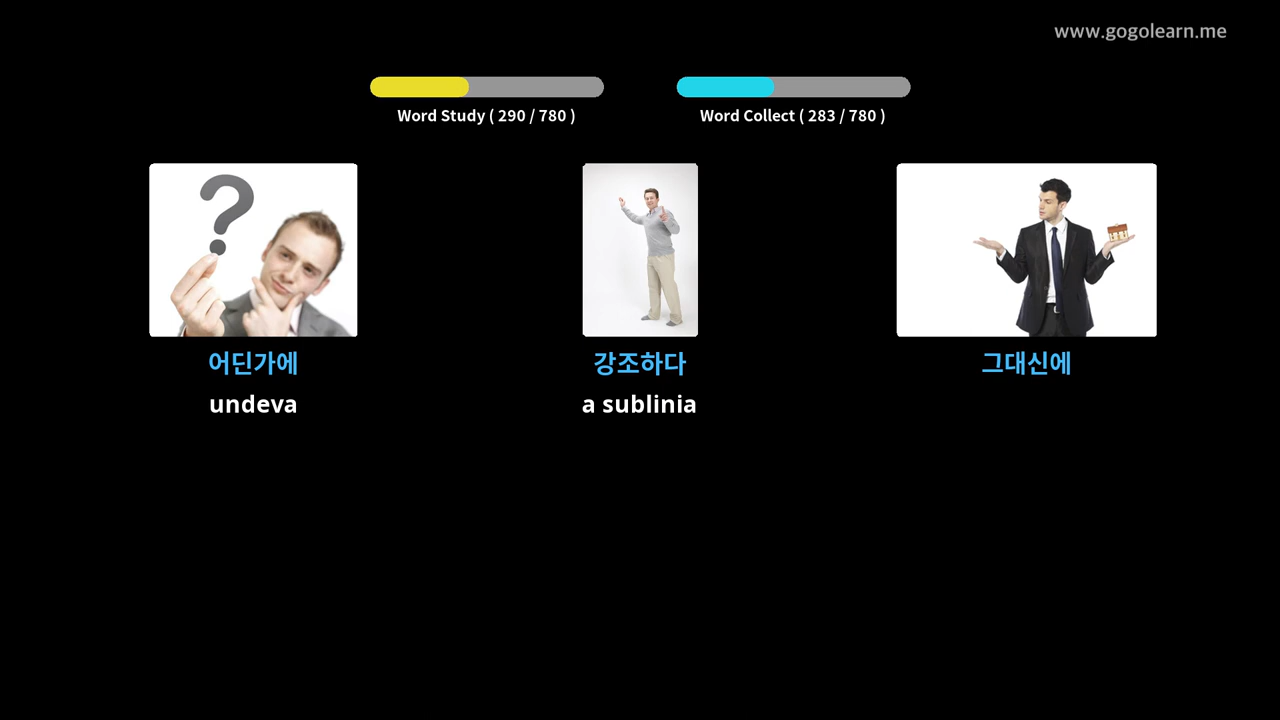 www.gogolearn.me
Word Study ( 290 / 780 )
Word Collect ( 283 / 780 )
어딘가에
undeva
강조하다
a sublinia
그대신에